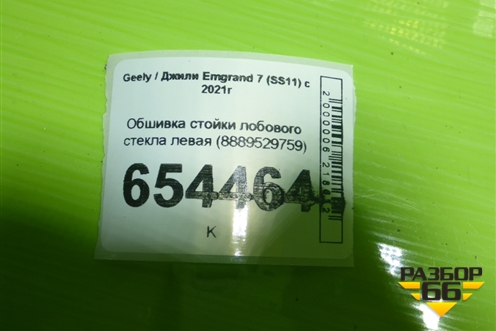 Geely / Джили Emgrand 7 (SS11) с
2021г
Обшивка стойки лобового
стекла левая (8889529759)
654464
К
РАЗБОР
66